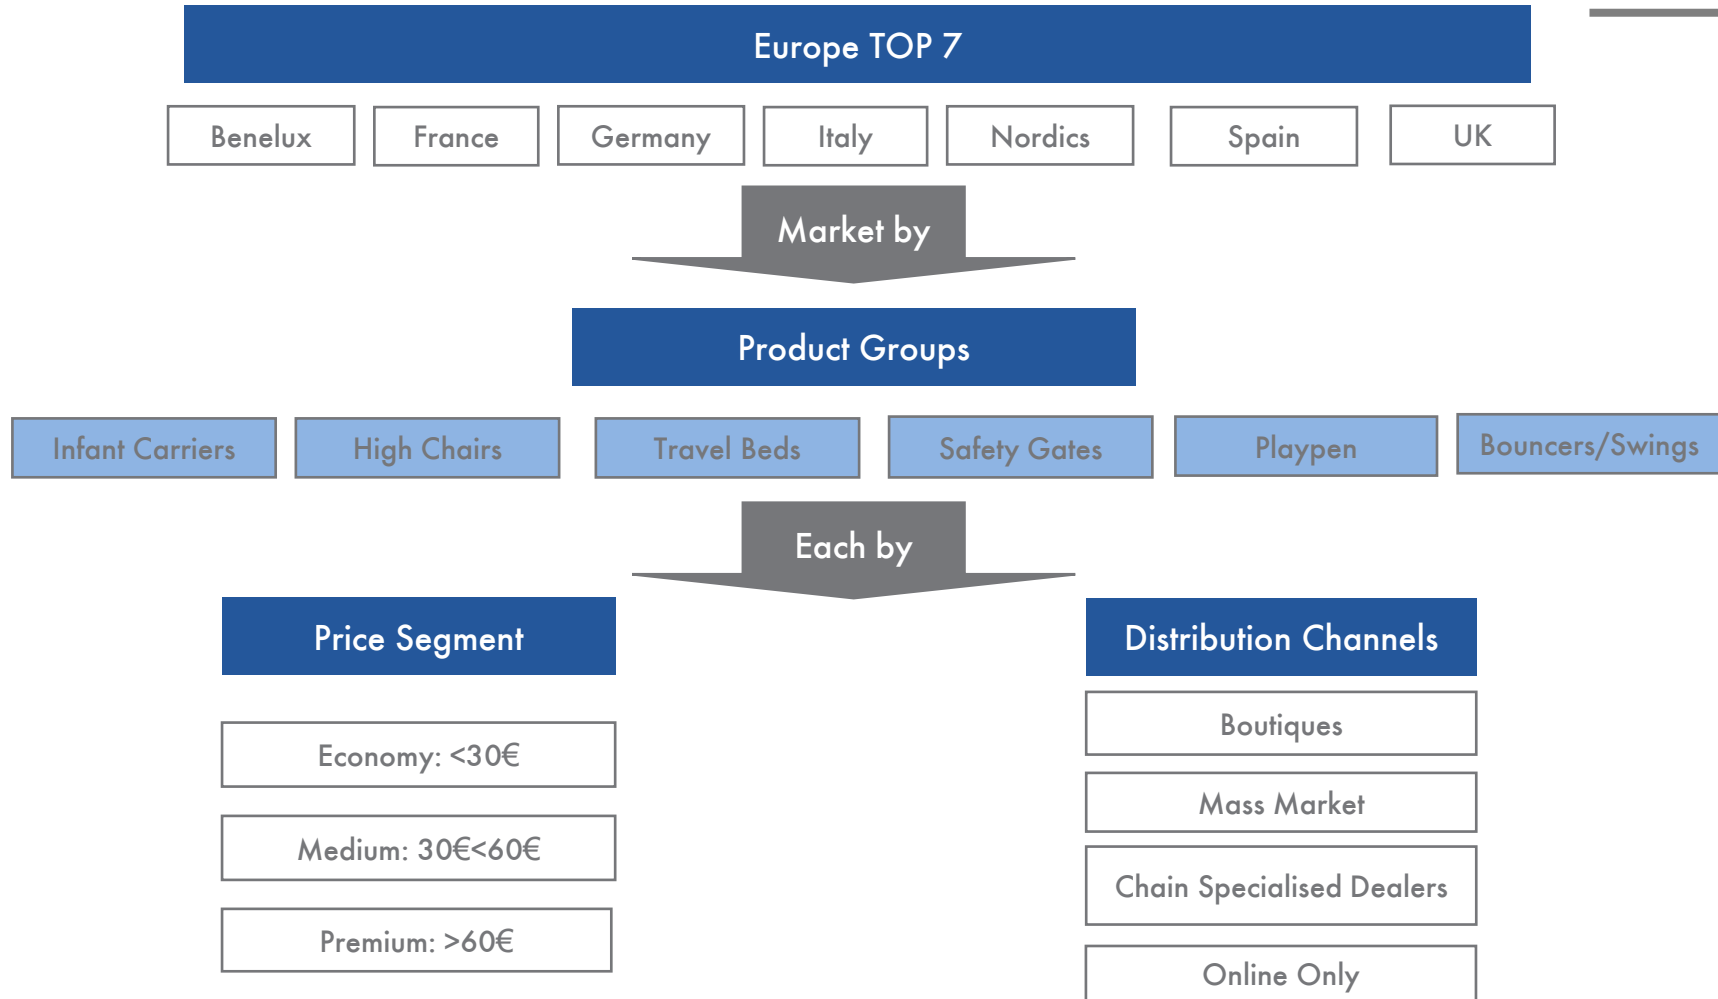 Europe TOP 7
Benelux
France
Germany
Italy
Nordics
Spain
UK
Market by
Product Groups
Infant Carriers
High Chairs
Travel Beds
Safety Gates
Playpen
Bouncers/Swings
Each by
Price Segment
Economy: <30€
Medium: 30€<60€
Premium: >60€
Distribution Channels
Boutiques
Mass Market
Chain Specialised Dealers
Online Only